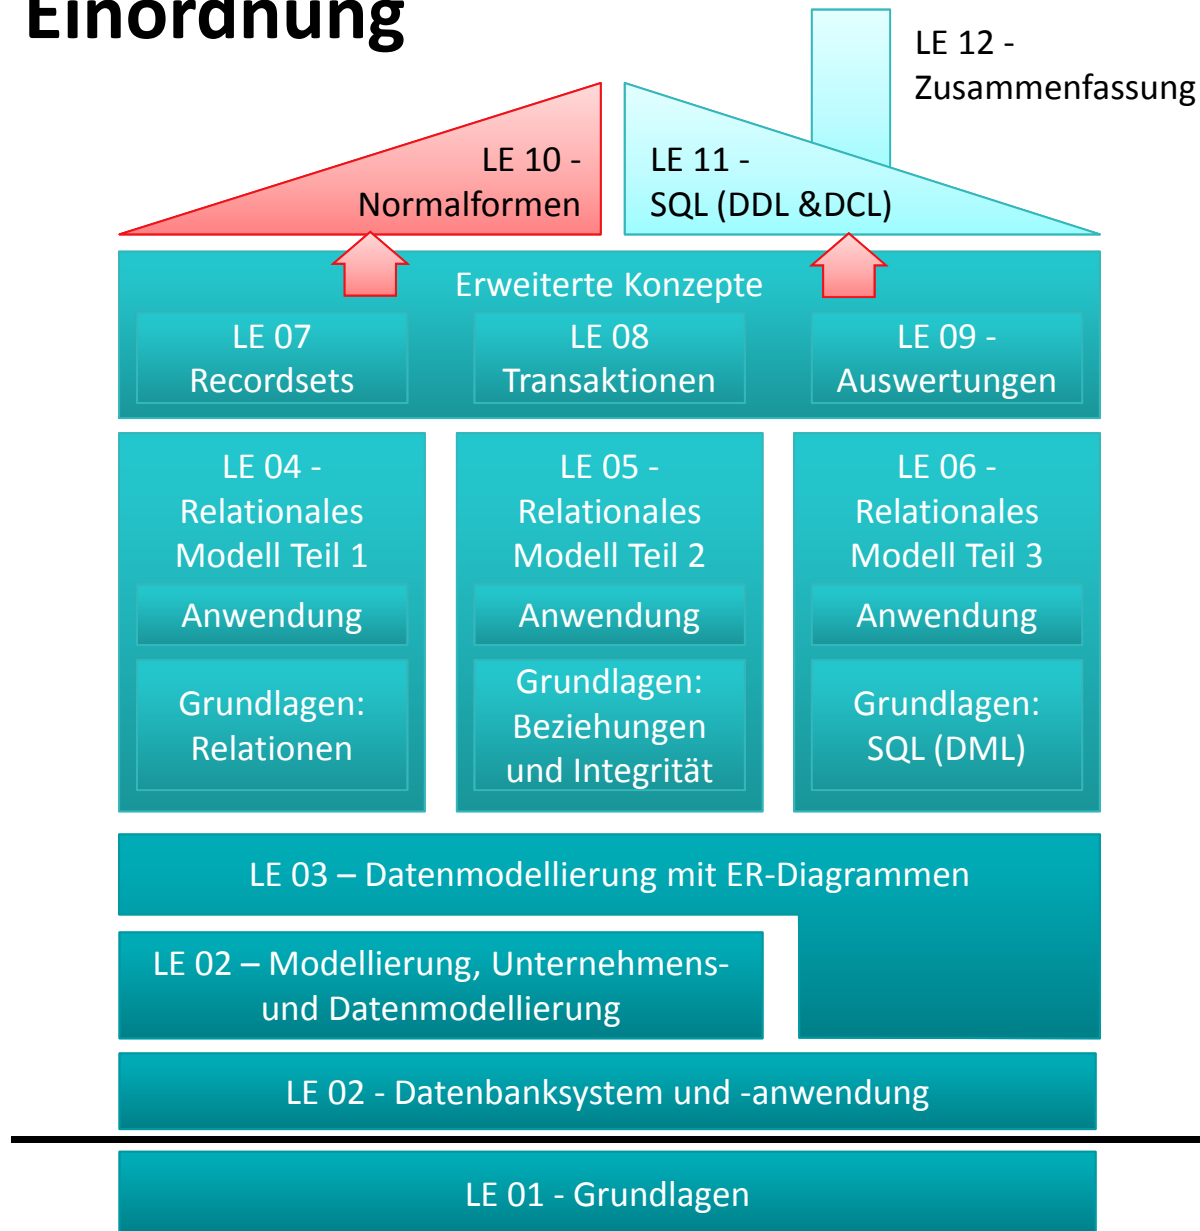 Einordnung
LE 12 -
Zusammenfassung
LE 10 -
Normalformen
LE 11 -
SQL (DDL &DCL)
Erweiterte Konzepte
LE 07
Recordsets
LE 08
Transaktionen
LE 09 -
Auswertungen
LE 04 -
Relationales
Modell Teil 1
Anwendung
Grundlagen:
Relationen
LE 05 -
Relationales
Modell Teil 2
Anwendung
Grundlagen:
Beziehungen
und Integrität
LE 06 -
Relationales
Modell Teil 3
Anwendung
Grundlagen:
SQL (DML)
LE 03 – Datenmodellierung mit ER-Diagrammen
LE 02 – Modellierung, Unternehmens-
und Datenmodellierung
LE 02 - Datenbanksystem und -anwendung
LE 01 - Grundlagen